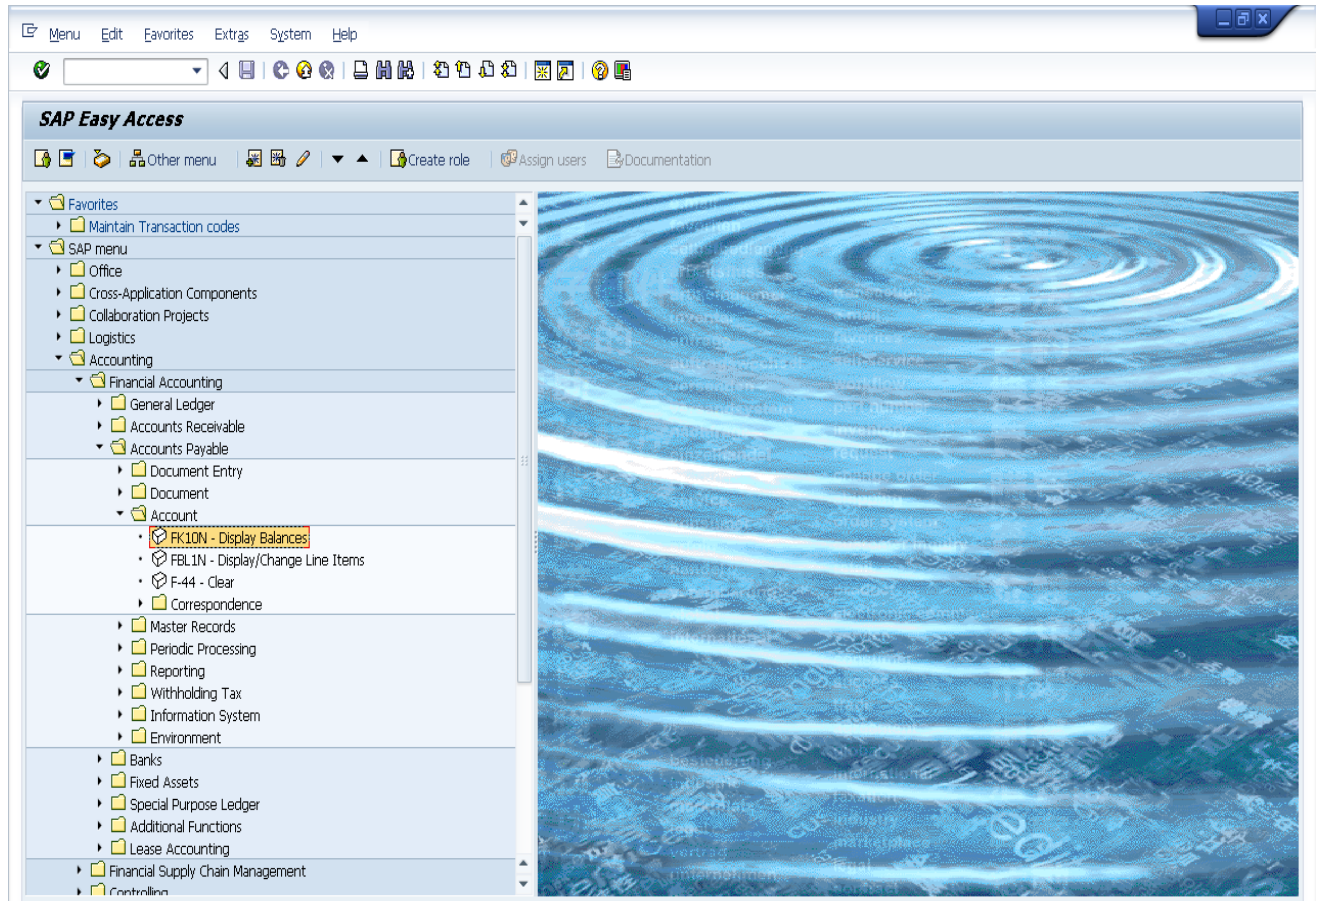 Menu Edit Favorites Extras System Help
SAP Easy Access
Other menu Create role Assign users Documentation
Favorites
Maintain Transaction codes
SAP menu
Office
Cross-Application Components
Collaboration Projects
Logistics
Accounting
Financial Accounting
General Ledger
Accounts Receivable
Accounts Payable
Document Entry
Document
Account
FK10N - Display Balances
FBL1N - Display/Change Line Items
F-44 - Clear
Correspondence
Master Records
Periodic Processing
Reporting
Withholding Tax
Information System
Environment
Banks
Fixed Assets
Special Purpose Ledger
Additional Functions
Lease Accounting
Financial Supply Chain Management
Controlling